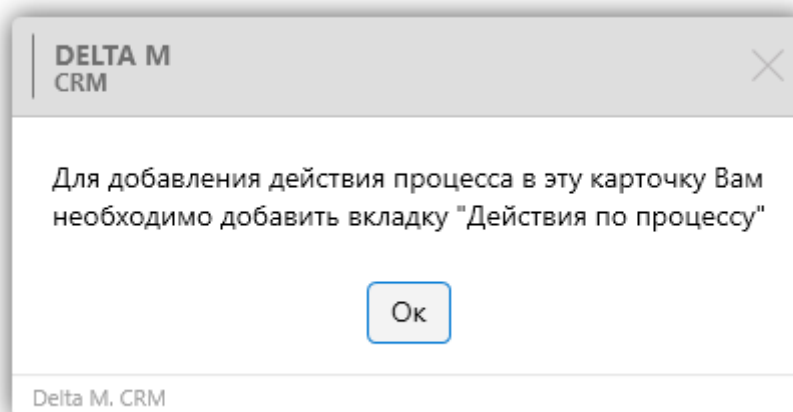 DELTA M
CRM
Для добавления действия процесса в эту карточку Вам
необходимо добавить вкладку "Действия по процессу"
Ок
Delta M. CRM